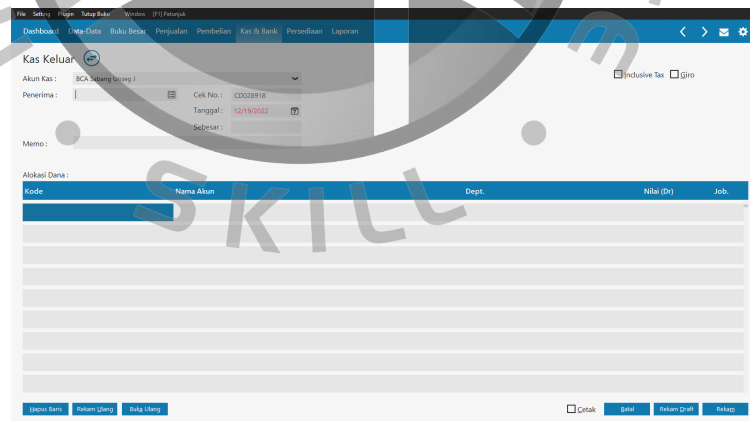 File Setting Plugin Tutup Buku Window [F1] Petunjuk
Dashboard Data-Data Buku Besar Penjualan Pembelian Kas & Bank Persediaan Laporan
Kas Keluar
Akun Kas : BCA Sabang Unseg J
Inclusive Tax Giro
Penerima : Cek No. : CD028918
Tanggal : 12/19/2022
Sebesar :
Memo :
Alokasi Dana :
Kode Nama Akun Dept. Nilai (Dr) Job.
SKILL
Hapus Baris Rekam Ulang Buka Ulang Cetak Batal Rekam Draft Rekam